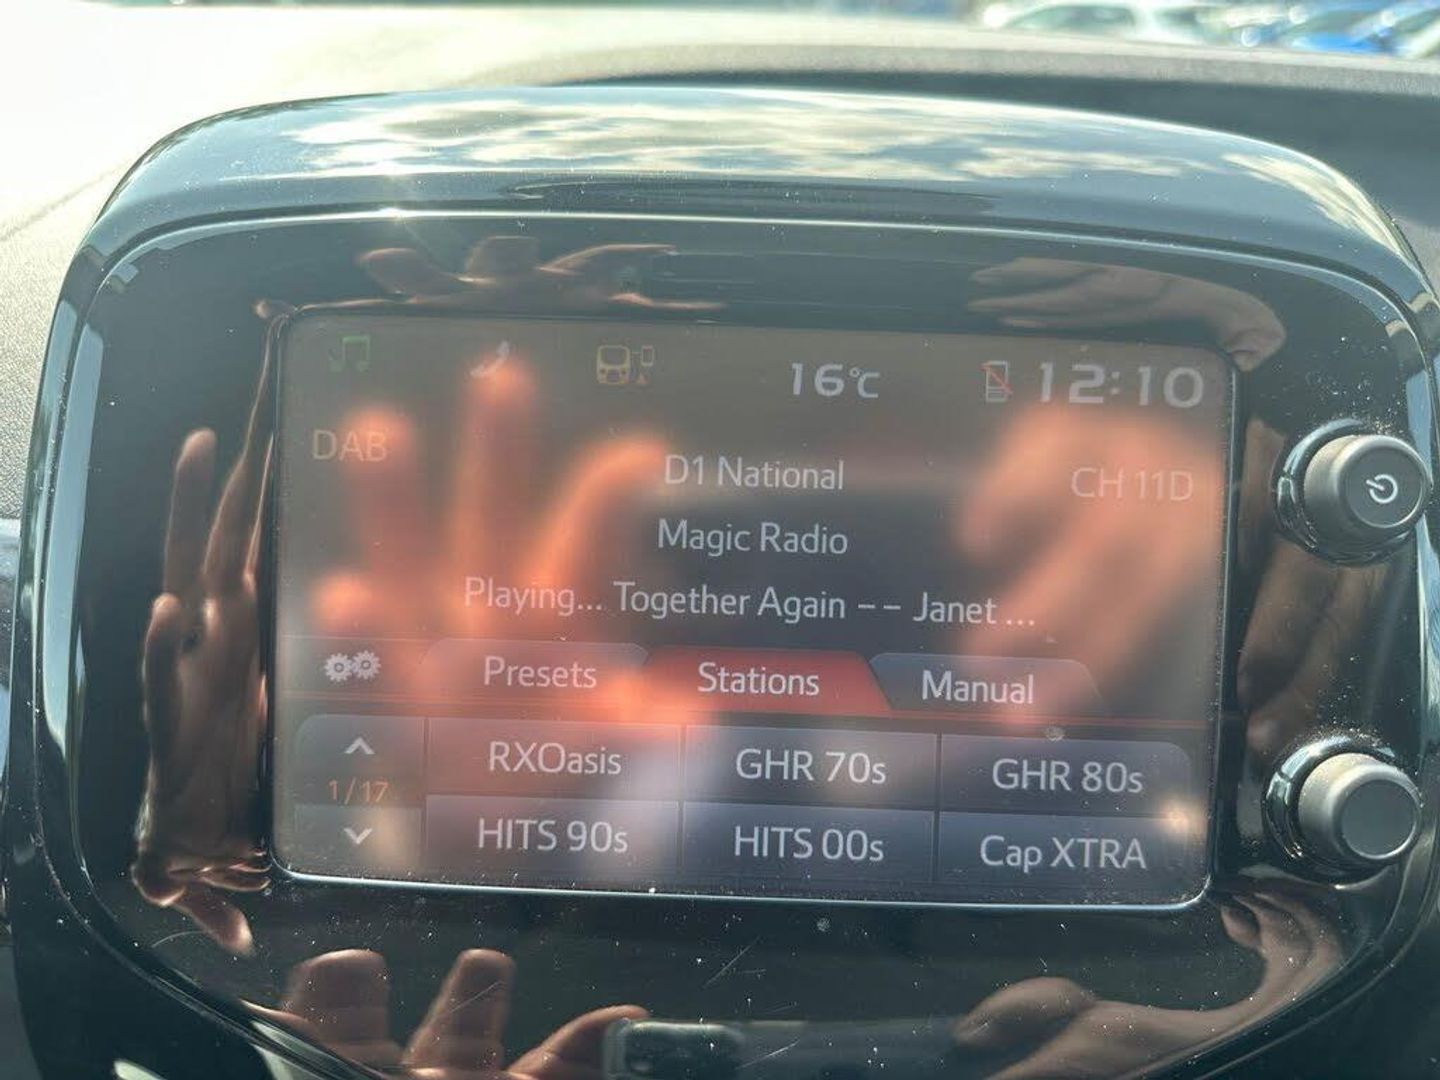 16°C 12:10
DAB D1 National CH 11D
Magic Radio
Playing... Together Again -- Janet ...
Presets Stations Manual
RXOasis GHR 70s GHR 80s
1/17
HITS 90s HITS 00s Cap XTRA